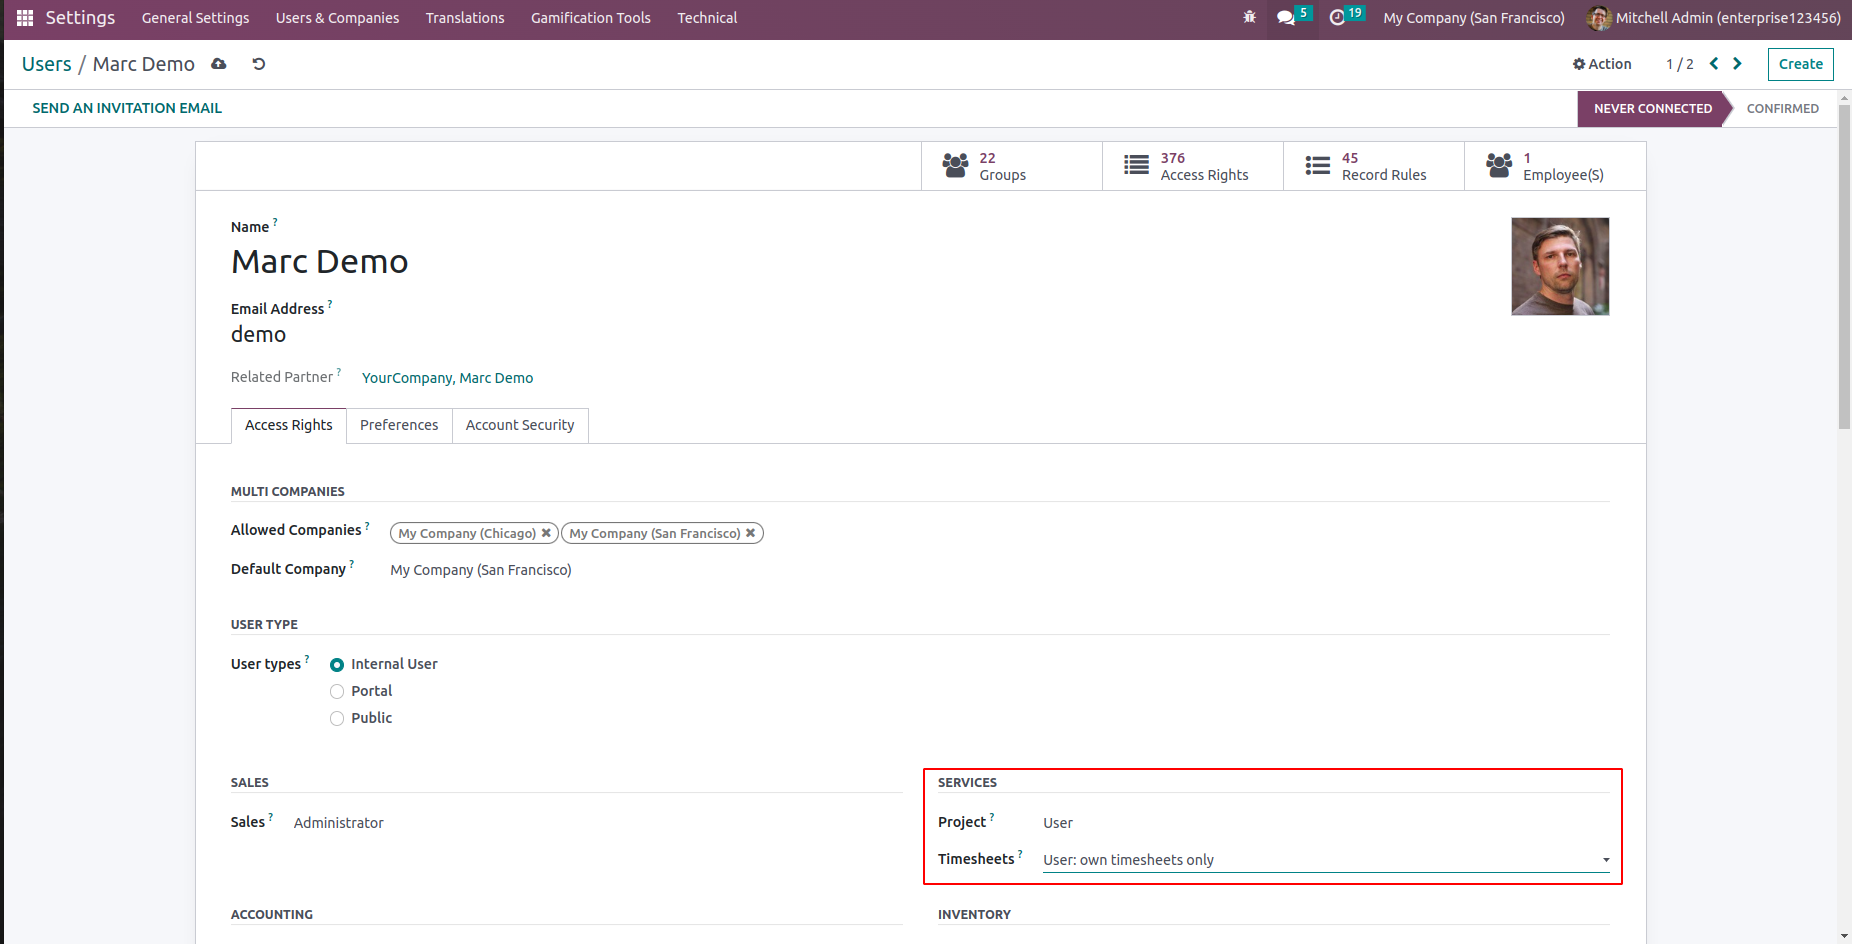 Settings General Settings Users & Companies Translations Gamification Tools Technical 5 19 My Company (San Francisco) Mitchell Admin (enterprise123456)
Users / Marc Demo Action 1 / 2 Create
SEND AN INVITATION EMAIL NEVER CONNECTED CONFIRMED
22 Groups 376 Access Rights 45 Record Rules 1 Employee(S)
Name ?
Marc Demo
Email Address ?
demo
Related Partner ? YourCompany, Marc Demo
Access Rights Preferences Account Security
MULTI COMPANIES
Allowed Companies ? My Company (Chicago) ✖ My Company (San Francisco) ✖
Default Company ? My Company (San Francisco)
USER TYPE
User types ? Internal User
Portal
Public
SALES
Sales ? Administrator
SERVICES
Project ? User
Timesheets ? User: own timesheets only
ACCOUNTING
INVENTORY